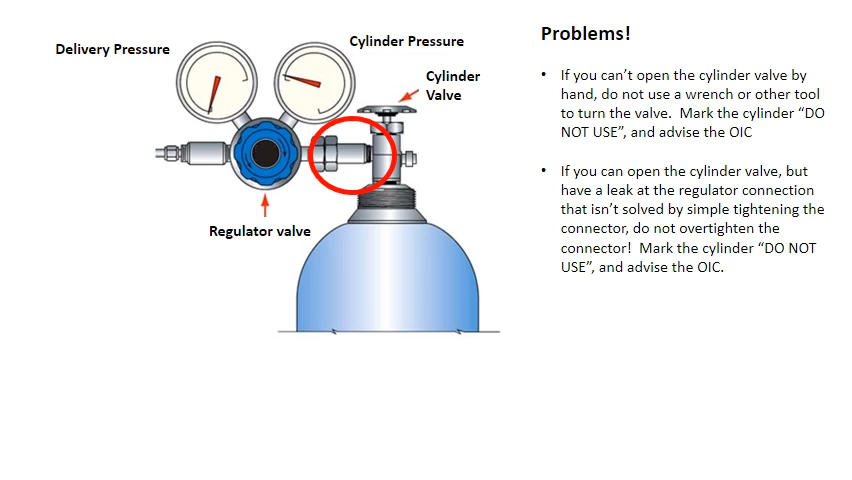 Problems!
Delivery Pressure
Cylinder Pressure
Cylinder
Valve
Regulator valve
• If you can’t open the cylinder valve by
hand, do not use a wrench or other tool
to turn the valve.  Mark the cylinder “DO
NOT USE”, and advise the OIC
• If you can open the cylinder valve, but
have a leak at the regulator connection
that isn’t solved by simple tightening the
connector, do not overtighten the
connector!  Mark the cylinder “DO NOT
USE”, and advise the OIC.